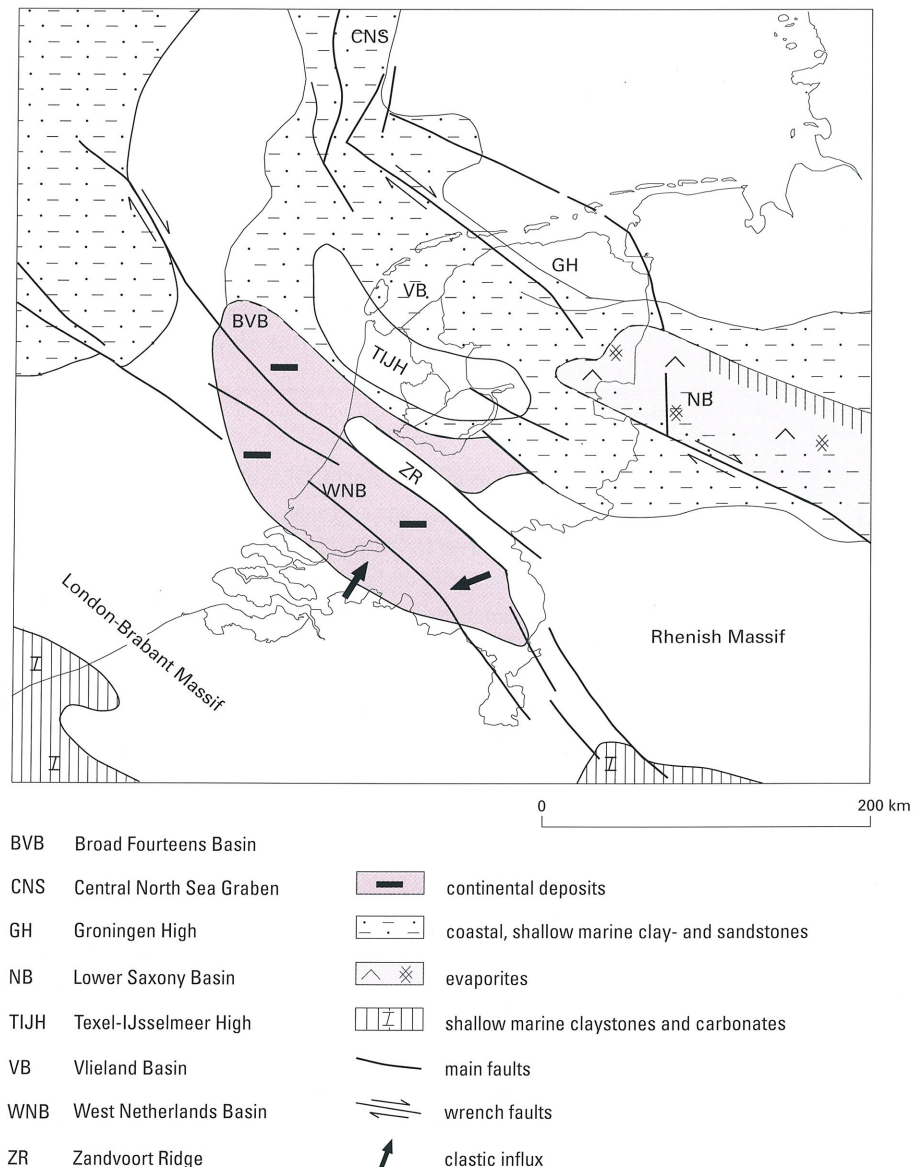 CNS
GH
VB
BVB
TIJH
NB
ZR
WNB
London-Brabant Massif
Rhenish Massif
0 200 km
BVB Broad Fourteens Basin
CNS Central North Sea Graben
continental deposits
GH Groningen High
coastal, shallow marine clay- and sandstones
NB Lower Saxony Basin
evaporites
TIJH Texel-IJsselmeer High
shallow marine claystones and carbonates
VB Vlieland Basin
main faults
WNB West Netherlands Basin
wrench faults
ZR Zandvoort Ridge
clastic influx